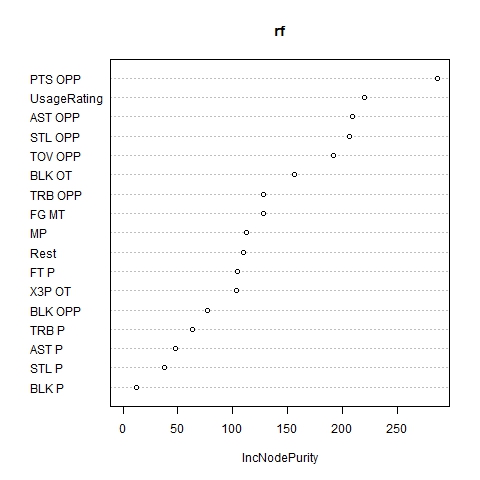 rf
PTS OPP
UsageRating
AST OPP
STL OPP
TOV OPP
BLK OT
TRB OPP
FG MT
MP
Rest
FT P
X3P OT
BLK OPP
TRB P
AST P
STL P
BLK P
0 50 100 150 200 250
IncNodePurity